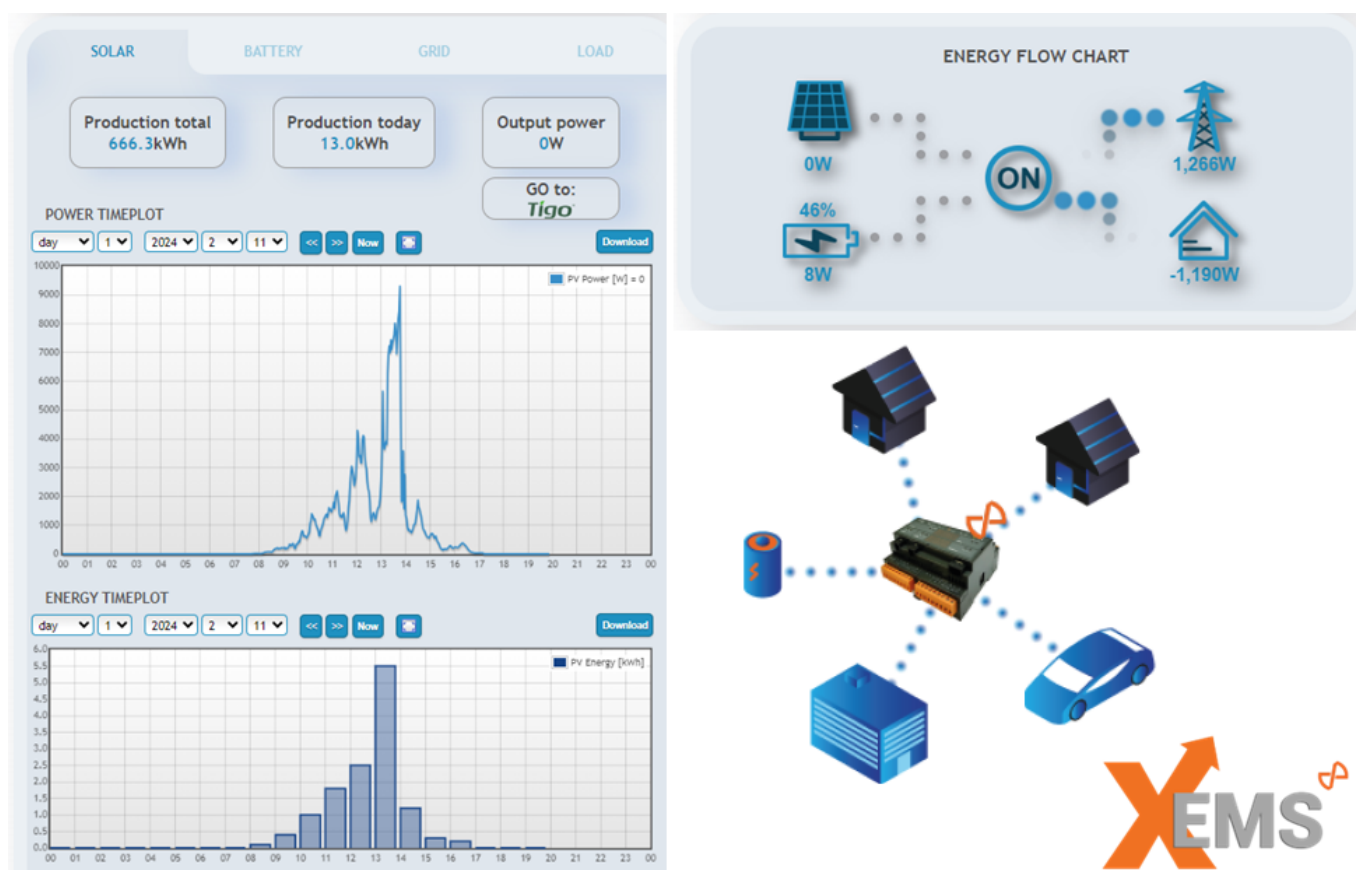 SOLAR BATTERY GRID LOAD
Production total
666.3kWh
Production today
13.0kWh
Output power
0W
GO to:
Tigo
POWER TIMEPLOT
day 1 2024 2 11 << >> Now Download
PV Power [W] = 0
10000
9000
8000
7000
6000
5000
4000
3000
2000
1000
0
00 01 02 03 04 05 06 07 08 09 10 11 12 13 14 15 16 17 18 19 20 21 22 23 00
ENERGY TIMEPLOT
day 1 2024 2 11 << >> Now Download
PV Energy [kWh]
6.0
5.5
5.0
4.5
4.0
3.5
3.0
2.5
2.0
1.5
1.0
0.5
0.0
00 01 02 03 04 05 06 07 08 09 10 11 12 13 14 15 16 17 18 19 20 21 22 23 00
ENERGY FLOW CHART
0W
46%
8W
ON
1,266W
-1,190W
XEMS